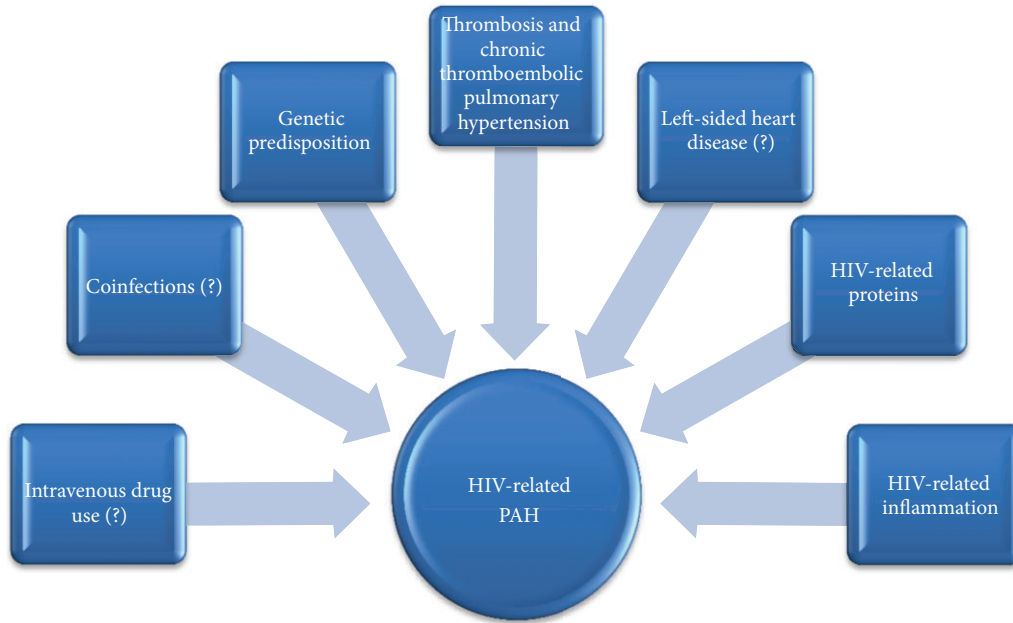 Thrombosis and
chronic
thromboembolic
pulmonary
hypertension
Genetic
predisposition
Left-sided heart
disease (?)
Coinfections (?)
HIV-related
proteins
Intravenous drug
use (?)
HIV-related
PAH
HIV-related
inflammation